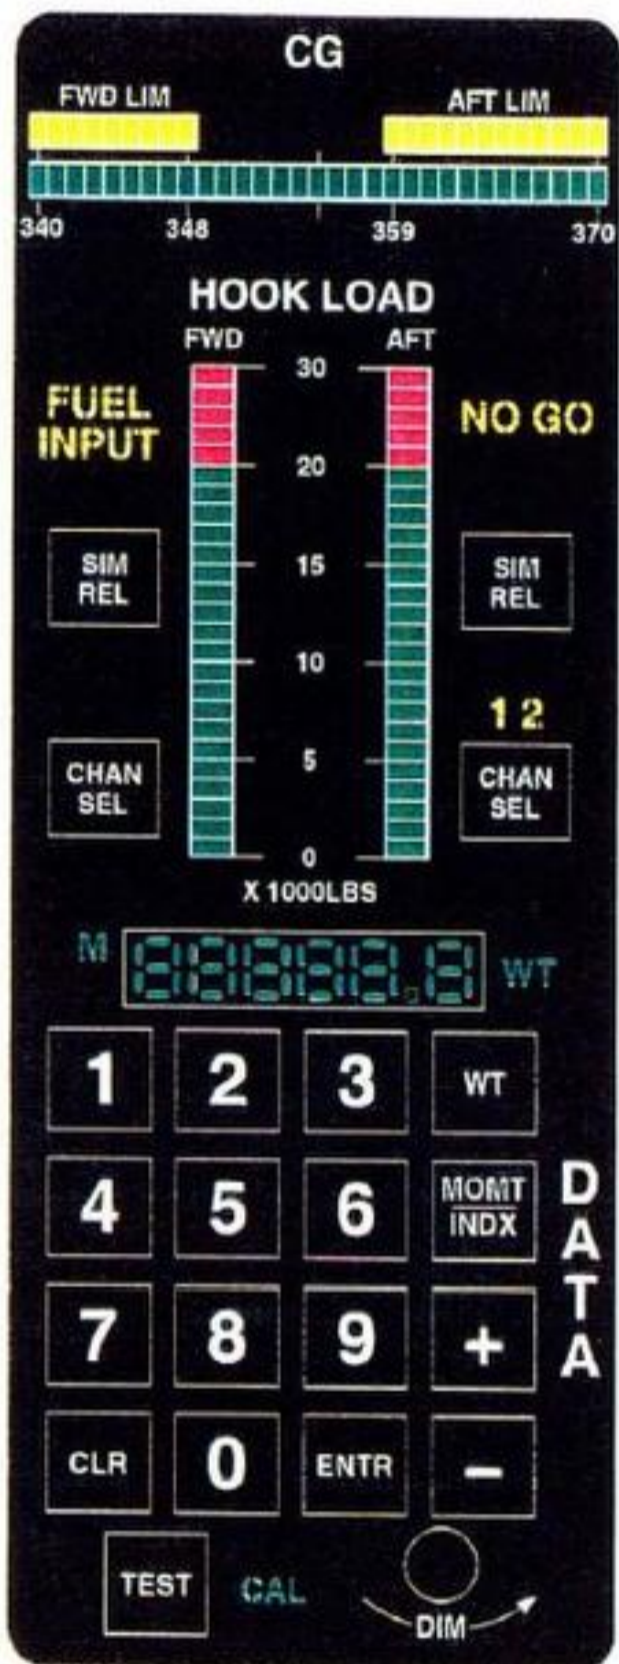 CG
FWD LIM AFT LIM
340 348 359 370
HOOK LOAD
FWD AFT
30
FUEL
INPUT
NO GO
20
SIM
REL
15
SIM
REL
10
1 2
CHAN
SEL
5
CHAN
SEL
0
X 1000LBS
M 88888.8 WT
1 2 3 WT
4 5 6 MOMT
INDX
7 8 9 +
CLR 0 ENTR -
DATA
TEST CAL DIM